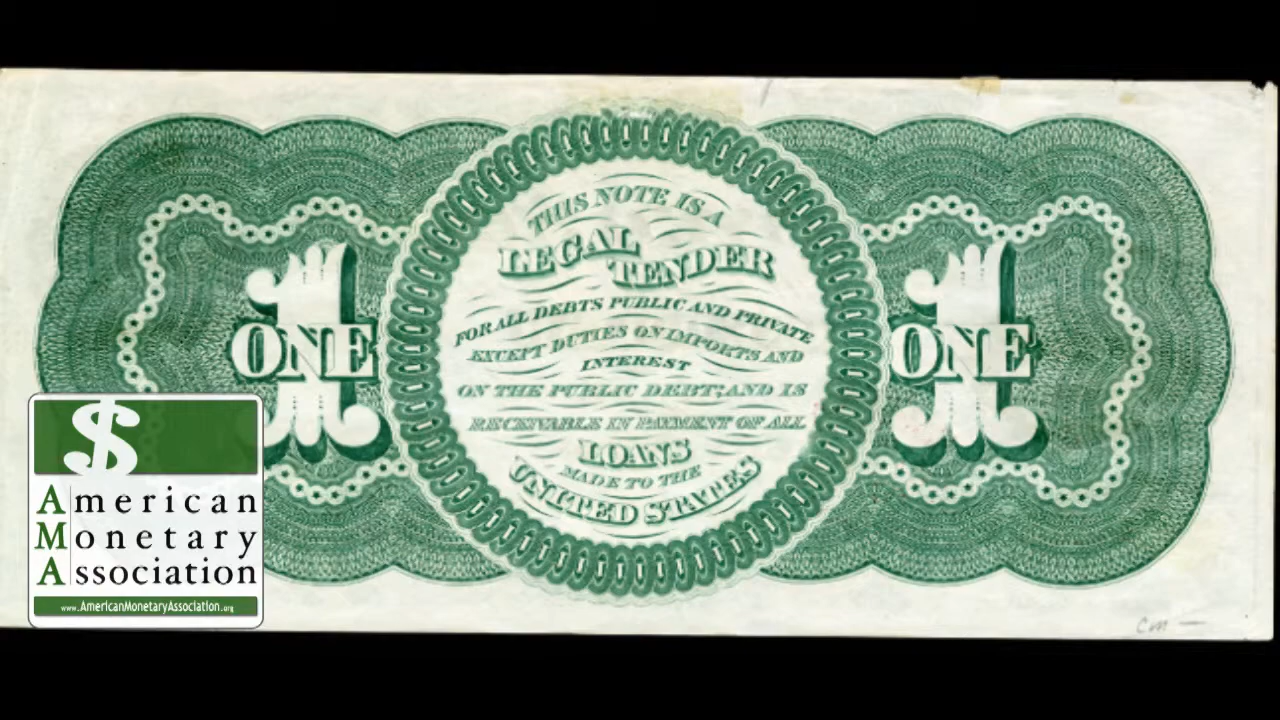 THIS NOTE IS A
LEGAL
TENDER
FOR ALL DEBTS PUBLIC AND PRIVATE
EXCEPT DUTIES ON IMPORTS AND
INTEREST
ON THE PUBLIC DEBT; AND IS
RECEIVABLE IN PAYMENT OF ALL
LOANS
MADE TO THE
UNITED STATES
1
ONE
1
ONE
$
American
Monetary
Association
www.AmericanMonetaryAssociation.org